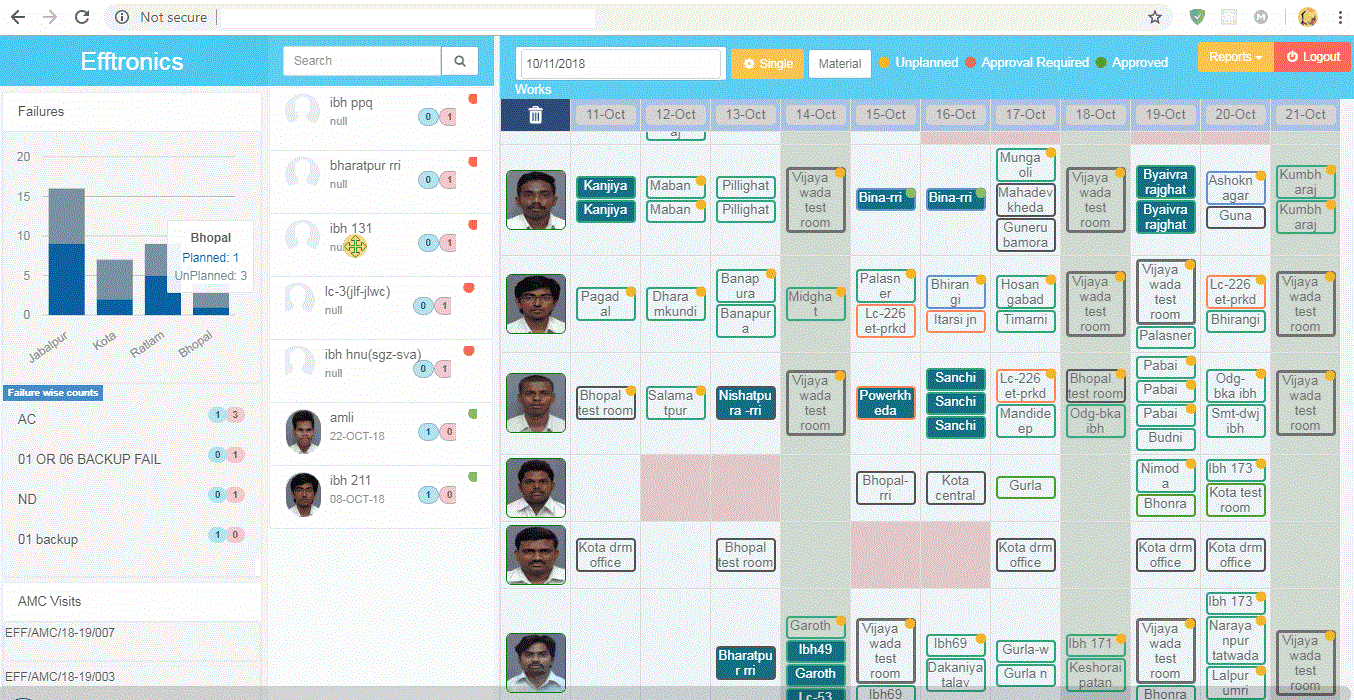 Not secure
Efftronics
Search
10/11/2018
Single
Material
Unplanned
Approval Required
Approved
Works
Reports
Logout
Failures
20
15
10
5
0
Jabalpur
Kota
Ratlam
Bhopal
Bhopal
Planned: 1
UnPlanned: 3
Failure wise counts
AC 1 3
01 OR 06 BACKUP FAIL 0 1
ND 0 1
01 backup 1 0
AMC Visits
EFF/AMC/18-19/007
EFF/AMC/18-19/003
ibh ppq
null
0 1
bharatpur rri
null
0 1
ibh 131
0 1
lc-3(jlf-jlwc)
null
0 1
ibh hnu(sgz-sva)
null
0 1
amli
22-OCT-18
1 0
ibh 211
08-OCT-18
1 0
11-Oct 12-Oct 13-Oct 14-Oct 15-Oct 16-Oct 17-Oct 18-Oct 19-Oct 20-Oct 21-Oct
aj
Kanjiya
Kanjiya
Maban
Maban
Pillighat
Pillighat
Vijaya
wada
test
room
Bina-rri
Bina-rri
Munga
oli
Mahadev
kheda
Guneru
bamora
Vijaya
wada
test
room
Byaivra
rajghat
Byaivra
rajghat
Ashokn
agar
Guna
Kumbh
araj
Kumbh
araj
Pagad
al
Dhara
mkundi
Banap
ura
Banapur
a
Midgha
t
Palasn
er
Lc-226
et-prkd
Bhiran
gi
Itarsi jn
Hosan
gabad
Timarni
Vijaya
wada
test
room
Vijaya
wada
test
room
Palasner
Lc-226
et-prkd
Bhirangi
Vijaya
wada
test
room
Bhopal
test room
Salama
tpur
Nishatpu
ra -rri
Vijaya
wada
test
room
Powerkh
eda
Sanchi
Sanchi
Sanchi
Lc-226
et-prkd
Mandide
ep
Bhopal
test room
Odg-bka
ibh
Pabai
Pabai
Pabai
Budni
Odg-
bka ibh
Smt-dwj
ibh
Vijaya
wada
test
room
Bhopal-
rri
Kota
central
Gurla
Nimod
a
Bhonra
Ibh 173
Kota test
room
Kota drm
office
Bhopal
test room
Kota drm
office
Kota drm
office
Kota drm
office
Bharatpu
r rri
Garoth
Ibh49
Garoth
Lc-53
Vijaya
wada
test
room
Ibh69
Ibh69
Dakaniya
talav
Gurla-w
Gurla n
Ibh 171
Keshorai
patan
Vijaya
wada
test
room
Bhonra
Ibh 173
Naraya
npur
tatwada
Lalpur
umri
Vijaya
wada
test
room